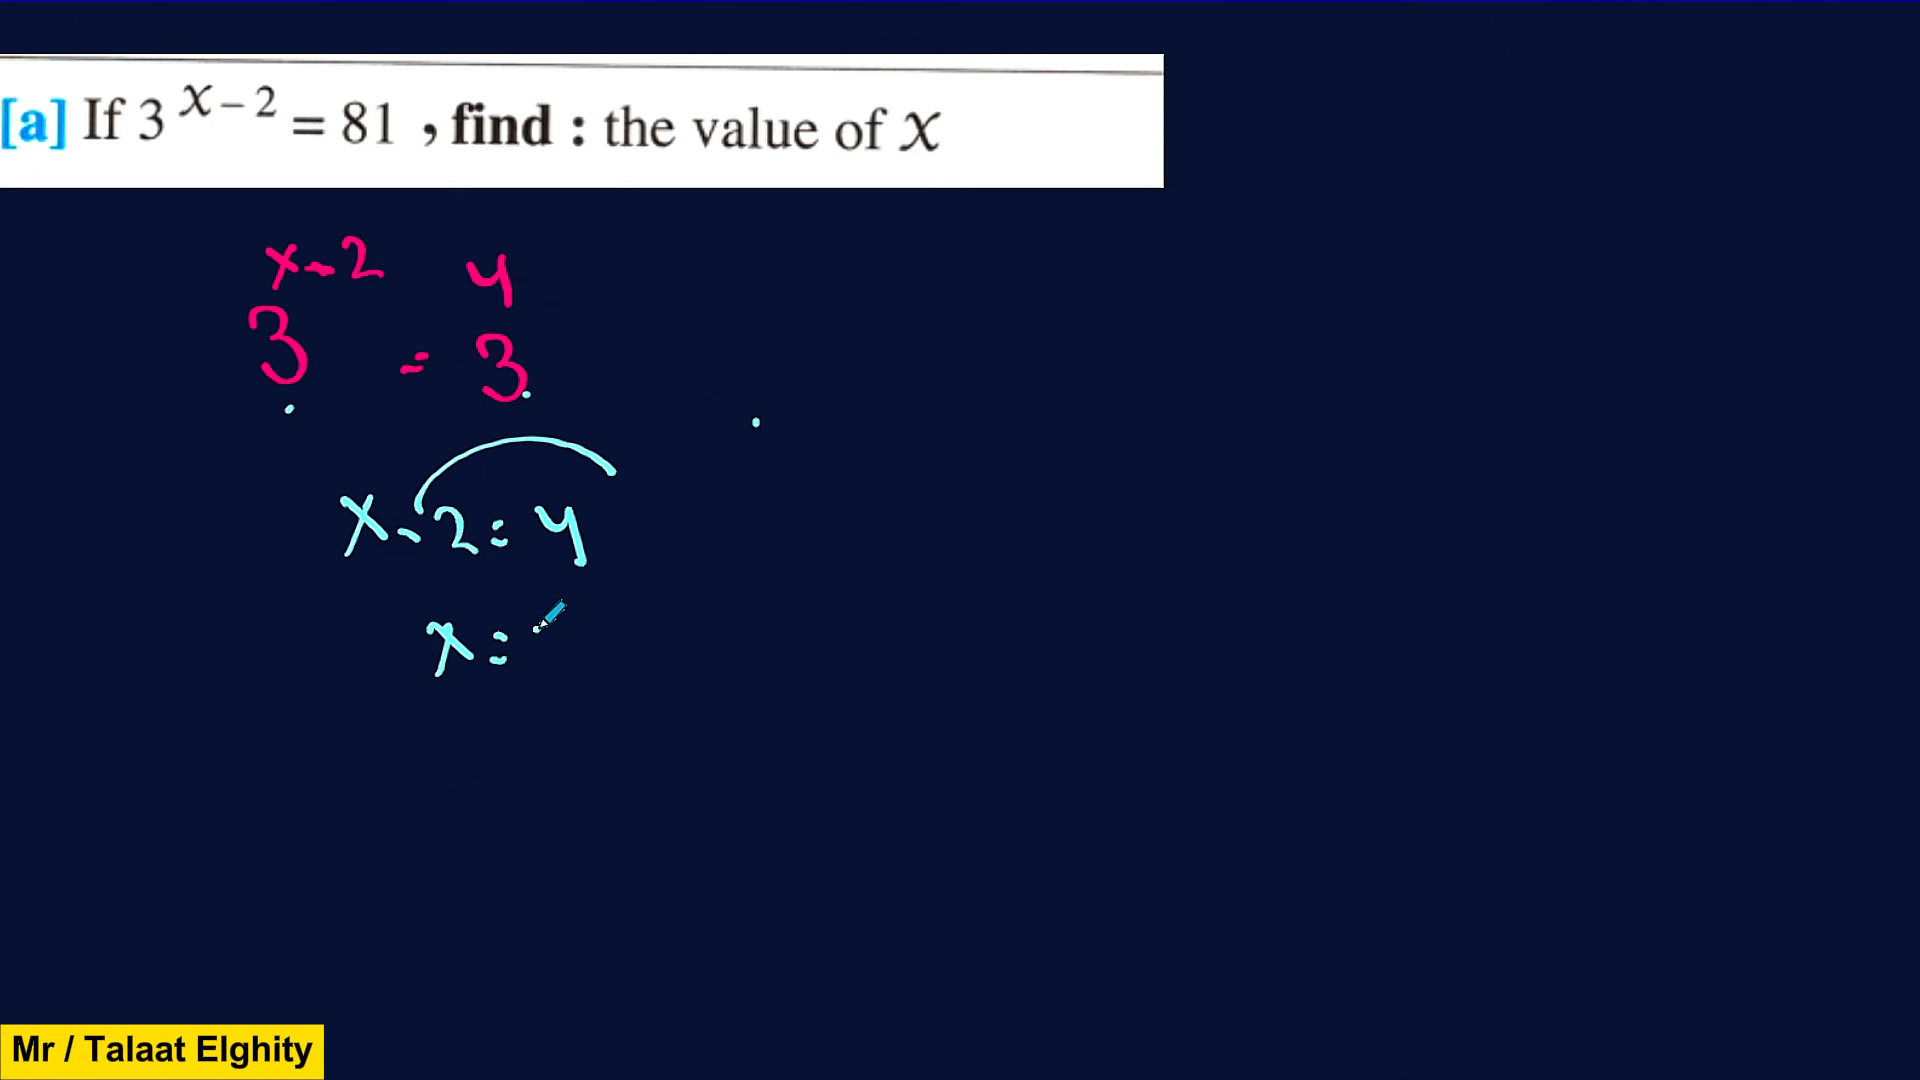 [a] If 3^x-2 = 81 , find : the value of x
x-2 4
3 = 3
x-2=4
x=
Mr / Talaat Elghity